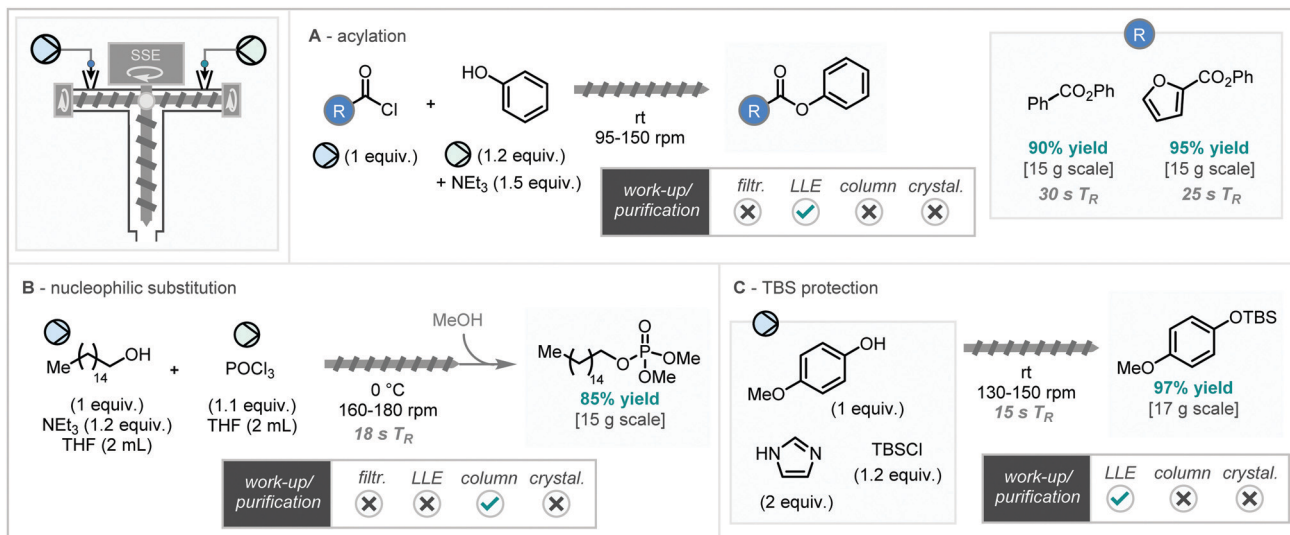 SSE
A - acylation
R
O
Cl
+
HO
(1 equiv.)
(1.2 equiv.)
+ NEt3 (1.5 equiv.)
rt
95-150 rpm
R
O
O
work-up/
purification
filtr.
LLE
column
crystal.
R
Ph
CO2Ph
90% yield
[15 g scale]
30 s TR
O
CO2Ph
95% yield
[15 g scale]
25 s TR
B - nucleophilic substitution
Me
14
OH
+
POCl3
(1 equiv.)
NEt3 (1.2 equiv.)
THF (2 mL)
(1.1 equiv.)
THF (2 mL)
0 °C
160-180 rpm
18 s TR
MeOH
Me
14
O
P
O
OMe
OMe
85% yield
[15 g scale]
work-up/
purification
filtr.
LLE
column
crystal.
C - TBS protection
OH
MeO
(1 equiv.)
HN
N
(2 equiv.)
TBSCl
(1.2 equiv.)
rt
130-150 rpm
15 s TR
OTBS
MeO
97% yield
[17 g scale]
work-up/
purification
LLE
column
crystal.